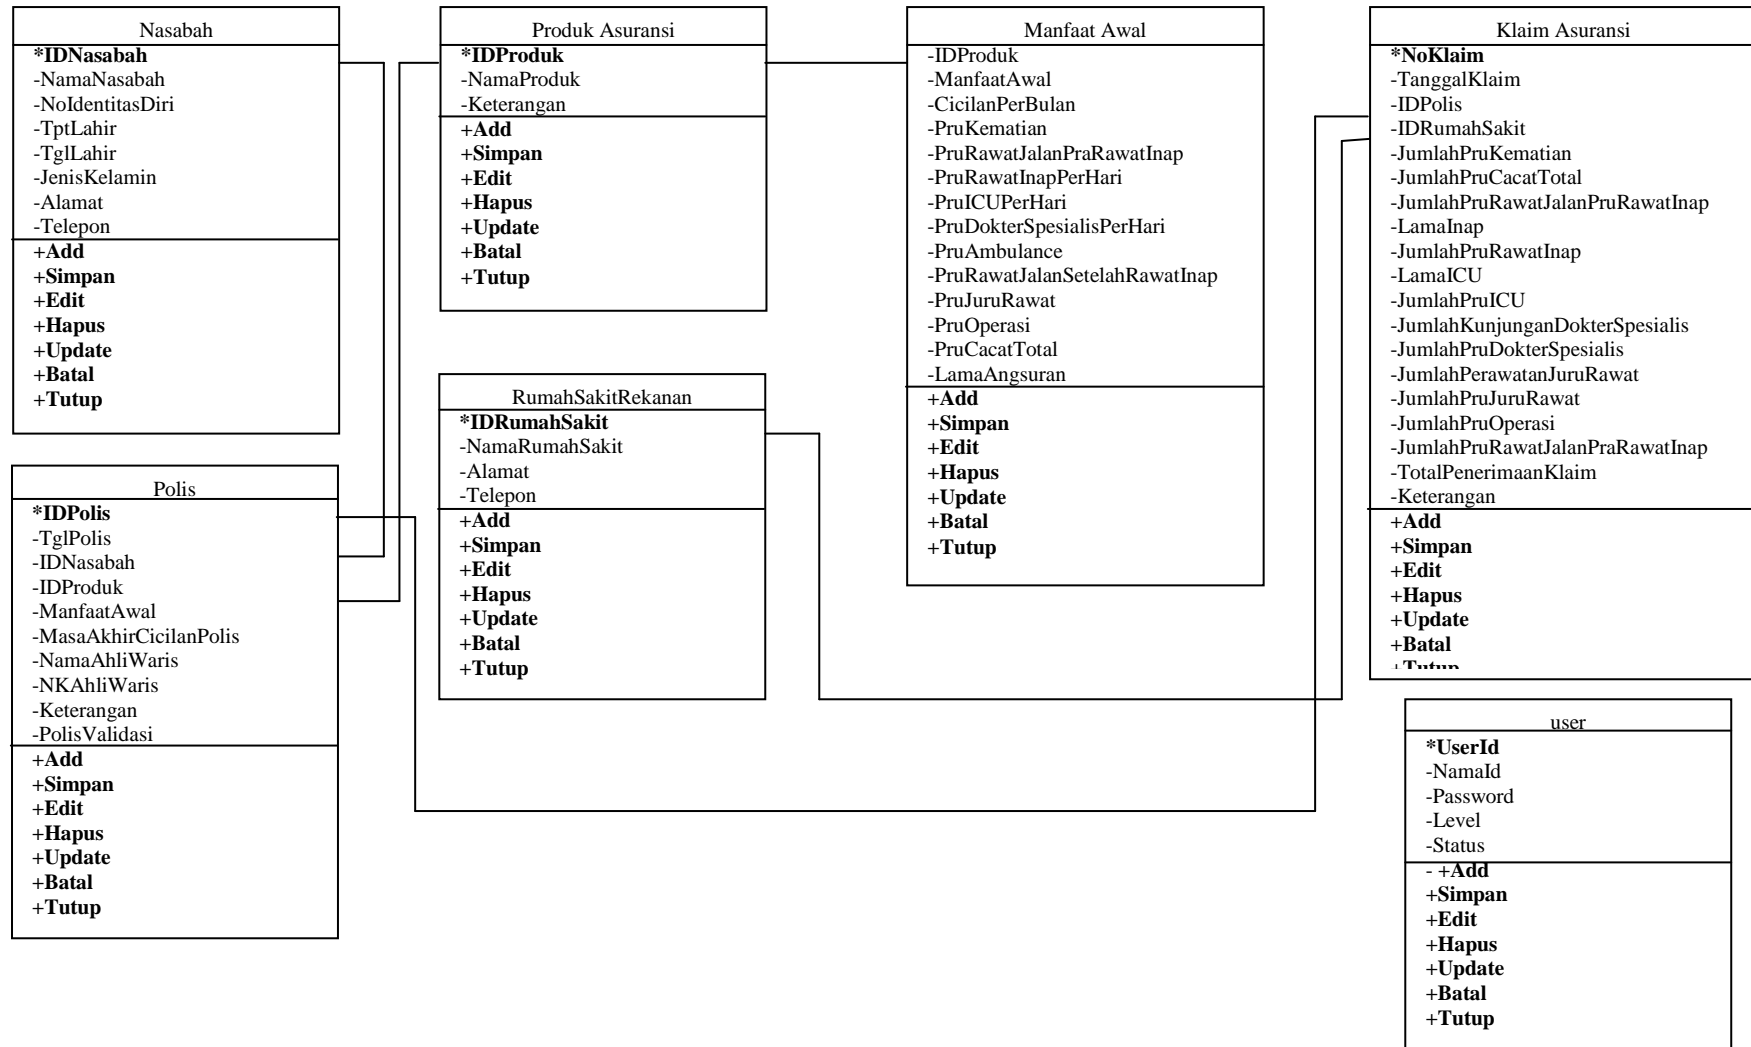 Nasabah
*IDNasabah
-NamaNasabah
-NoIdentitasDiri
-TptLahir
-TglLahir
-JenisKelamin
-Alamat
-Telepon
+Add
+Simpan
+Edit
+Hapus
+Update
+Batal
+Tutup
Polis
*IDPolis
-TglPolis
-IDNasabah
-IDProduk
-ManfaatAwal
-MasaAkhirCicilanPolis
-NamaAhliWaris
-NKAhliWaris
-Keterangan
-PolisValidasi
+Add
+Simpan
+Edit
+Hapus
+Update
+Batal
+Tutup
Produk Asuransi
*IDProduk
-NamaProduk
-Keterangan
+Add
+Simpan
+Edit
+Hapus
+Update
+Batal
+Tutup
RumahSakitRekanan
*IDRumahSakit
-NamaRumahSakit
-Alamat
-Telepon
+Add
+Simpan
+Edit
+Hapus
+Update
+Batal
+Tutup
Manfaat Awal
-IDProduk
-ManfaatAwal
-CicilanPerBulan
-PruKematian
-PruRawatJalanPraRawatInap
-PruRawatInapPerHari
-PruICUPerHari
-PruDokterSpesialisPerHari
-PruAmbulance
-PruRawatJalanSetelahRawatInap
-PruJuruRawat
-PruOperasi
-PruCacatTotal
-LamaAngsuran
+Add
+Simpan
+Edit
+Hapus
+Update
+Batal
+Tutup
Klaim Asuransi
*NoKlaim
-TanggalKlaim
-IDPolis
-IDRumahSakit
-JumlahPruKematian
-JumlahPruCacatTotal
-JumlahPruRawatJalanPruRawatInap
-LamaInap
-JumlahPruRawatInap
-LamaICU
-JumlahPruICU
-JumlahKunjunganDokterSpesialis
-JumlahPruDokterSpesialis
-JumlahPerawatanJuruRawat
-JumlahPruJuruRawat
-JumlahPruOperasi
-JumlahPruRawatJalanPraRawatInap
-TotalPenerimaanKlaim
-Keterangan
+Add
+Simpan
+Edit
+Hapus
+Update
+Batal
+Tutup
user
*UserId
-NamaId
-Password
-Level
-Status
- +Add
+Simpan
+Edit
+Hapus
+Update
+Batal
+Tutup